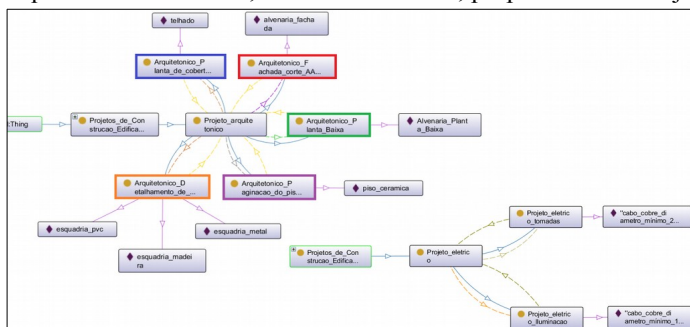 telhado
alvenaria_facha
da
Arquitetonico_P
lanta_de_cobert...
Arquitetonico_F
achada_corte_AA...
:Thing
Projetos_de_Con
strucao_Edifica...
Projeto_arquite
tonico
Arquitetonico_P
lanta_Baixa
Alvenaria_Plant
a_Baixa
Arquitetonico_D
etalhamento_de_...
Arquitetonico_P
aginacao_do_pis...
piso_ceramica
esquadria_pvc
esquadria_metal
esquadria_madei
ra
Projeto_eletric
o_tomadas
"cabo_cobre_di
ametro_minimo_2...
Projetos_de_Con
strucao_Edifica...
Projeto_eletric
o
Projeto_eletric
o_iluminacao
"cabo_cobre_di
ametro_minimo_1...